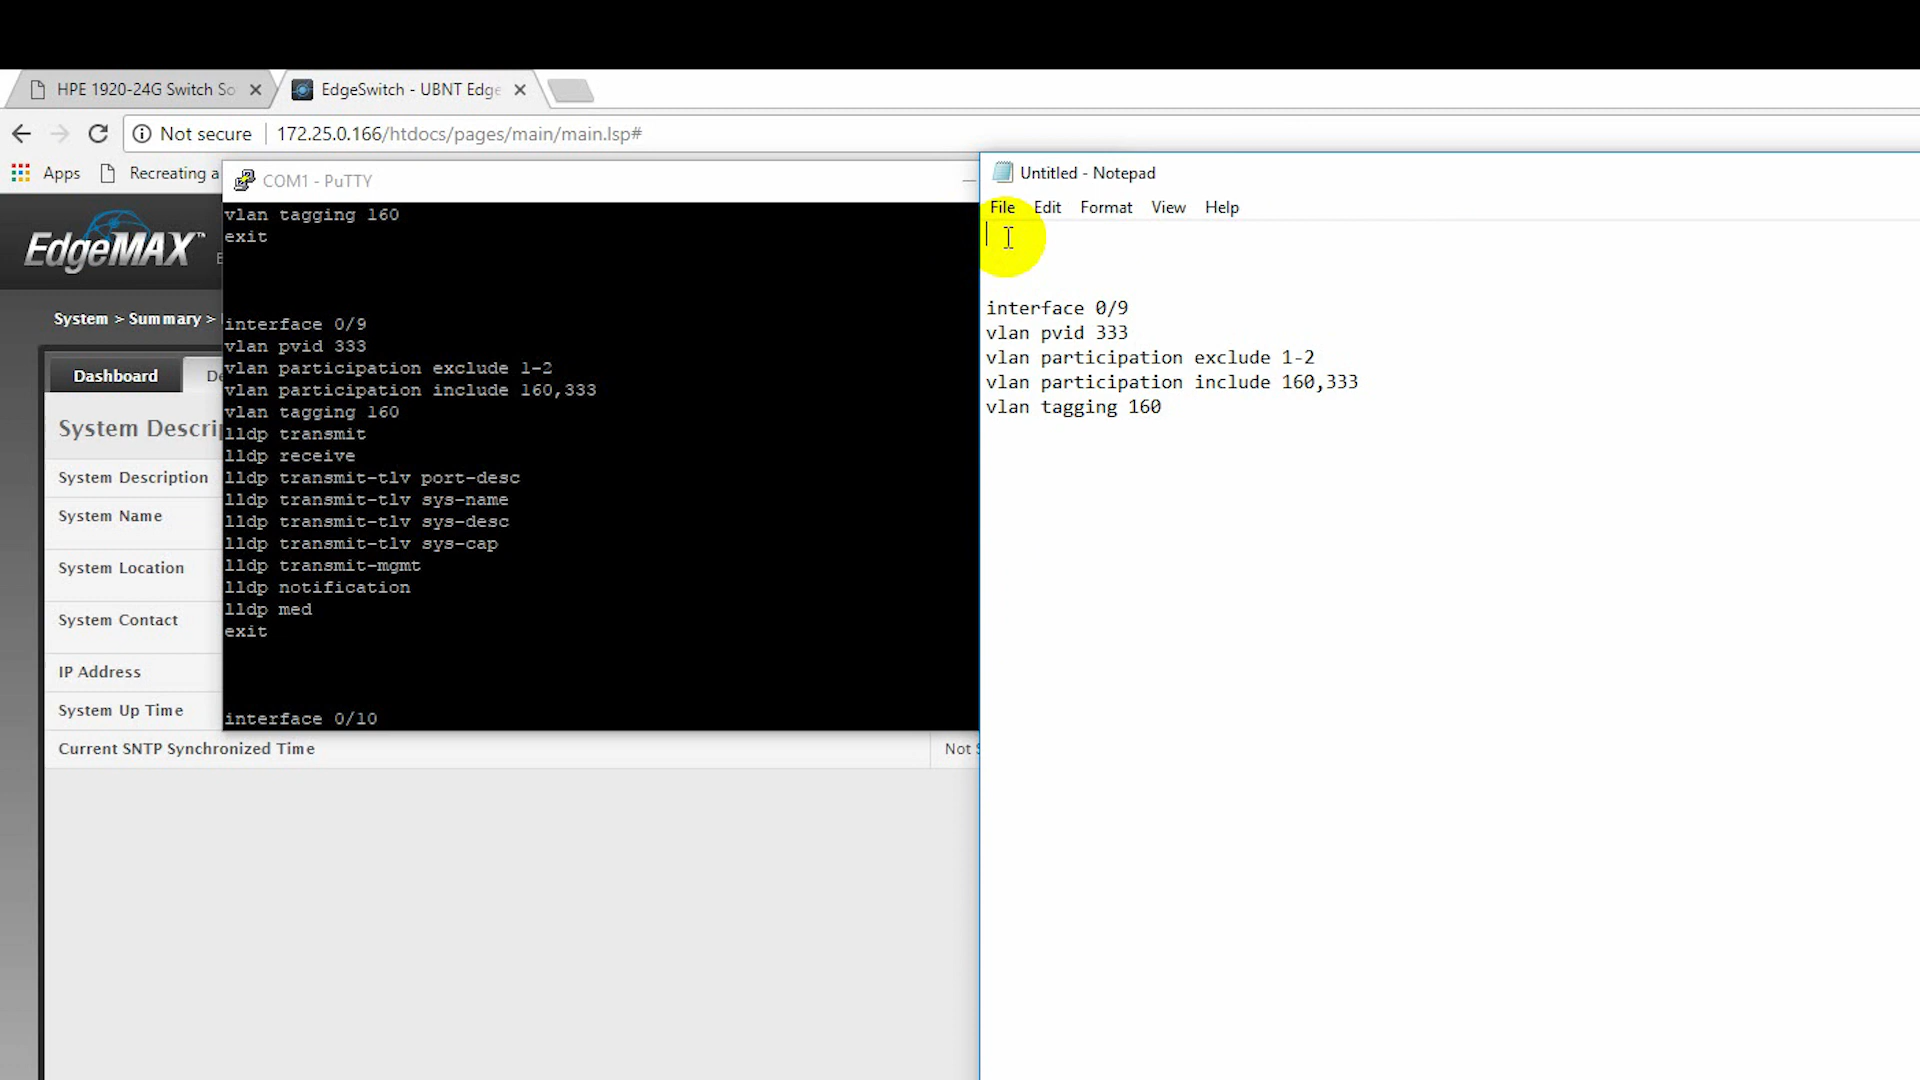 HPE 1920-24G Switch So
EdgeSwitch - UBNT Edge
Not secure
172.25.0.166/htdocs/pages/main/main.lsp#
Apps
Recreating a
EdgeMAX™
System > Summary >
Dashboard
De
System Descrip
System Description
System Name
System Location
System Contact
IP Address
System Up Time
Current SNTP Synchronized Time
Not S
COM1 - PuTTY
vlan tagging 160
exit
interface 0/9
vlan pvid 333
vlan participation exclude 1-2
vlan participation include 160,333
vlan tagging 160
lldp transmit
lldp receive
lldp transmit-tlv port-desc
lldp transmit-tlv sys-name
lldp transmit-tlv sys-desc
lldp transmit-tlv sys-cap
lldp transmit-mgmt
lldp notification
lldp med
exit
interface 0/10
Untitled - Notepad
File Edit Format View Help
interface 0/9
vlan pvid 333
vlan participation exclude 1-2
vlan participation include 160,333
vlan tagging 160